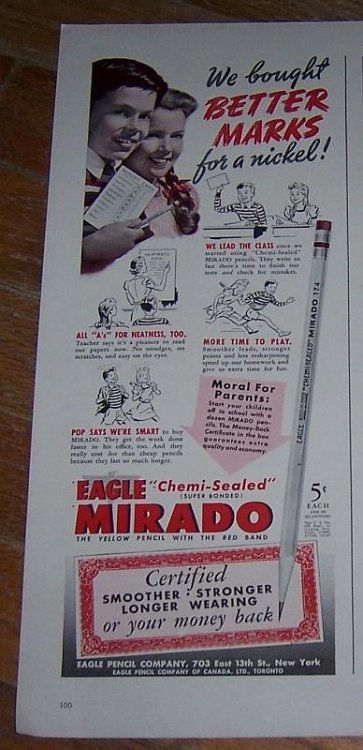 We bought
BETTER
MARKS
for a nickel!
WE LEAD THE CLASS since we
started using "Chemi-Sealed"
MIRADO pencils. They write so
fast there's time to finish our
tests and check for mistakes.
ALL "A's" FOR NEATNESS, TOO.
Teacher says it's a pleasure to read
our papers now. No smudges, no
scratches, and easy on the eyes.
MORE TIME TO PLAY.
Smoother leads, stronger
points and less resharpening
speed up our homework and
give us extra time for fun.
POP SAYS WE'RE SMART to buy
MIRADO. They get the work done
faster in his office, too. And they
really cost less than cheap pencils
because they last so much longer.
Moral For
Parents:
Start your children
off to school with a
dozen MIRADO pen-
cils. The Money-Back
Certificate in the box
guarantees extra
quality and economy.
EAGLE "CHEMI-SEALED" MIRADO 174
EAGLE "Chemi-Sealed"
(SUPER BONDED)
MIRADO
THE YELLOW PENCIL WITH THE RED BAND
5¢
EACH
Certified
SMOOTHER · STRONGER
LONGER WEARING
or your money back
EAGLE PENCIL COMPANY, 703 East 13th St., New York
EAGLE PENCIL COMPANY OF CANADA, LTD., TORONTO
100